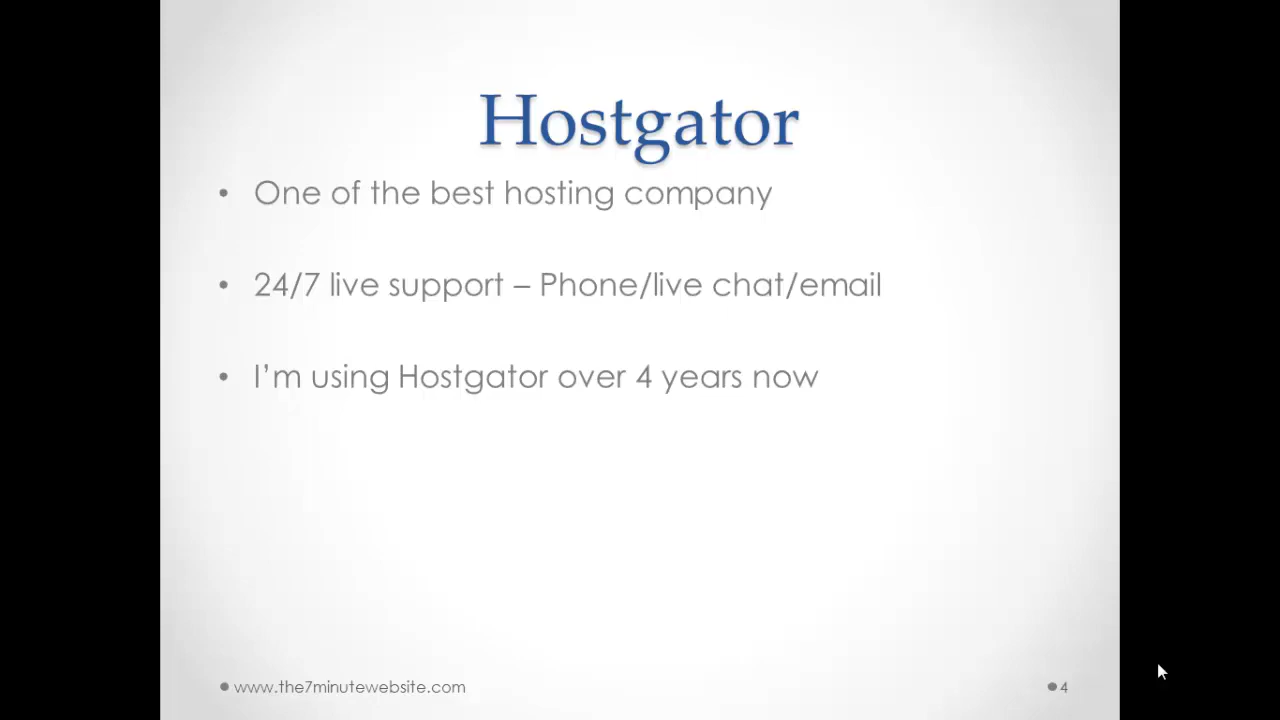 Hostgator
• One of the best hosting company
• 24/7 live support – Phone/live chat/email
• I’m using Hostgator over 4 years now
www.the7minutewebsite.com
4